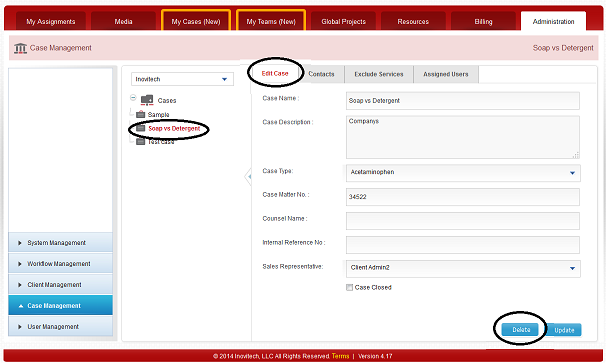 My Assignments
Media
My Cases (New)
My Teams (New)
Global Projects
Resources
Billing
Administration
Case Management
Soap vs Detergent
Inovitech
Cases
Sample
Soap vs Detergent
Test case
System Management
Workflow Management
Client Management
Case Management
User Management
Edit Case
Contacts
Exclude Services
Assigned Users
Case Name :
Soap vs Detergent
Case Description :
Companys
Case Type:
Acetaminophen
Case Matter No. :
34522
Counsel Name :
Internal Reference No :
Sales Representative:
Client Admin2
Case Closed
Delete
Update
© 2014 Inovitech, LLC All Rights Reserved. Terms | Version 4.17